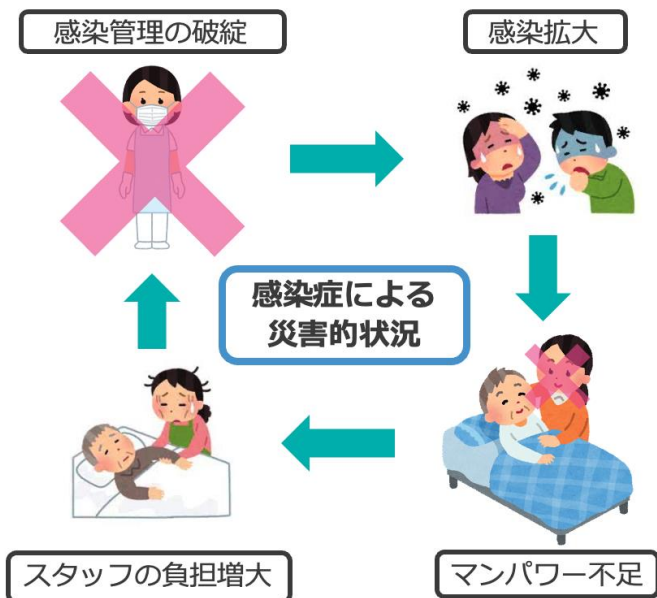 感染管理の破綻
感染拡大
感染症による
災害的状況
スタッフの負担増大
マンパワー不足